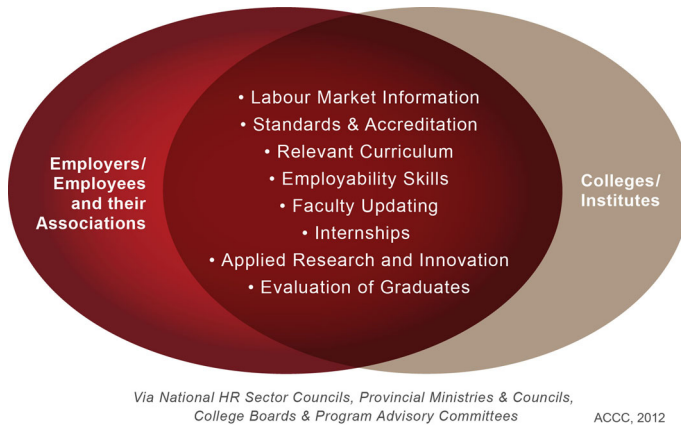 Employers/
Employees
and their
Associations
• Labour Market Information
• Standards & Accreditation
• Relevant Curriculum
• Employability Skills
• Faculty Updating
• Internships
• Applied Research and Innovation
• Evaluation of Graduates
Colleges/
Institutes
Via National HR Sector Councils, Provincial Ministries & Councils,
College Boards & Program Advisory Committees
ACCC, 2012